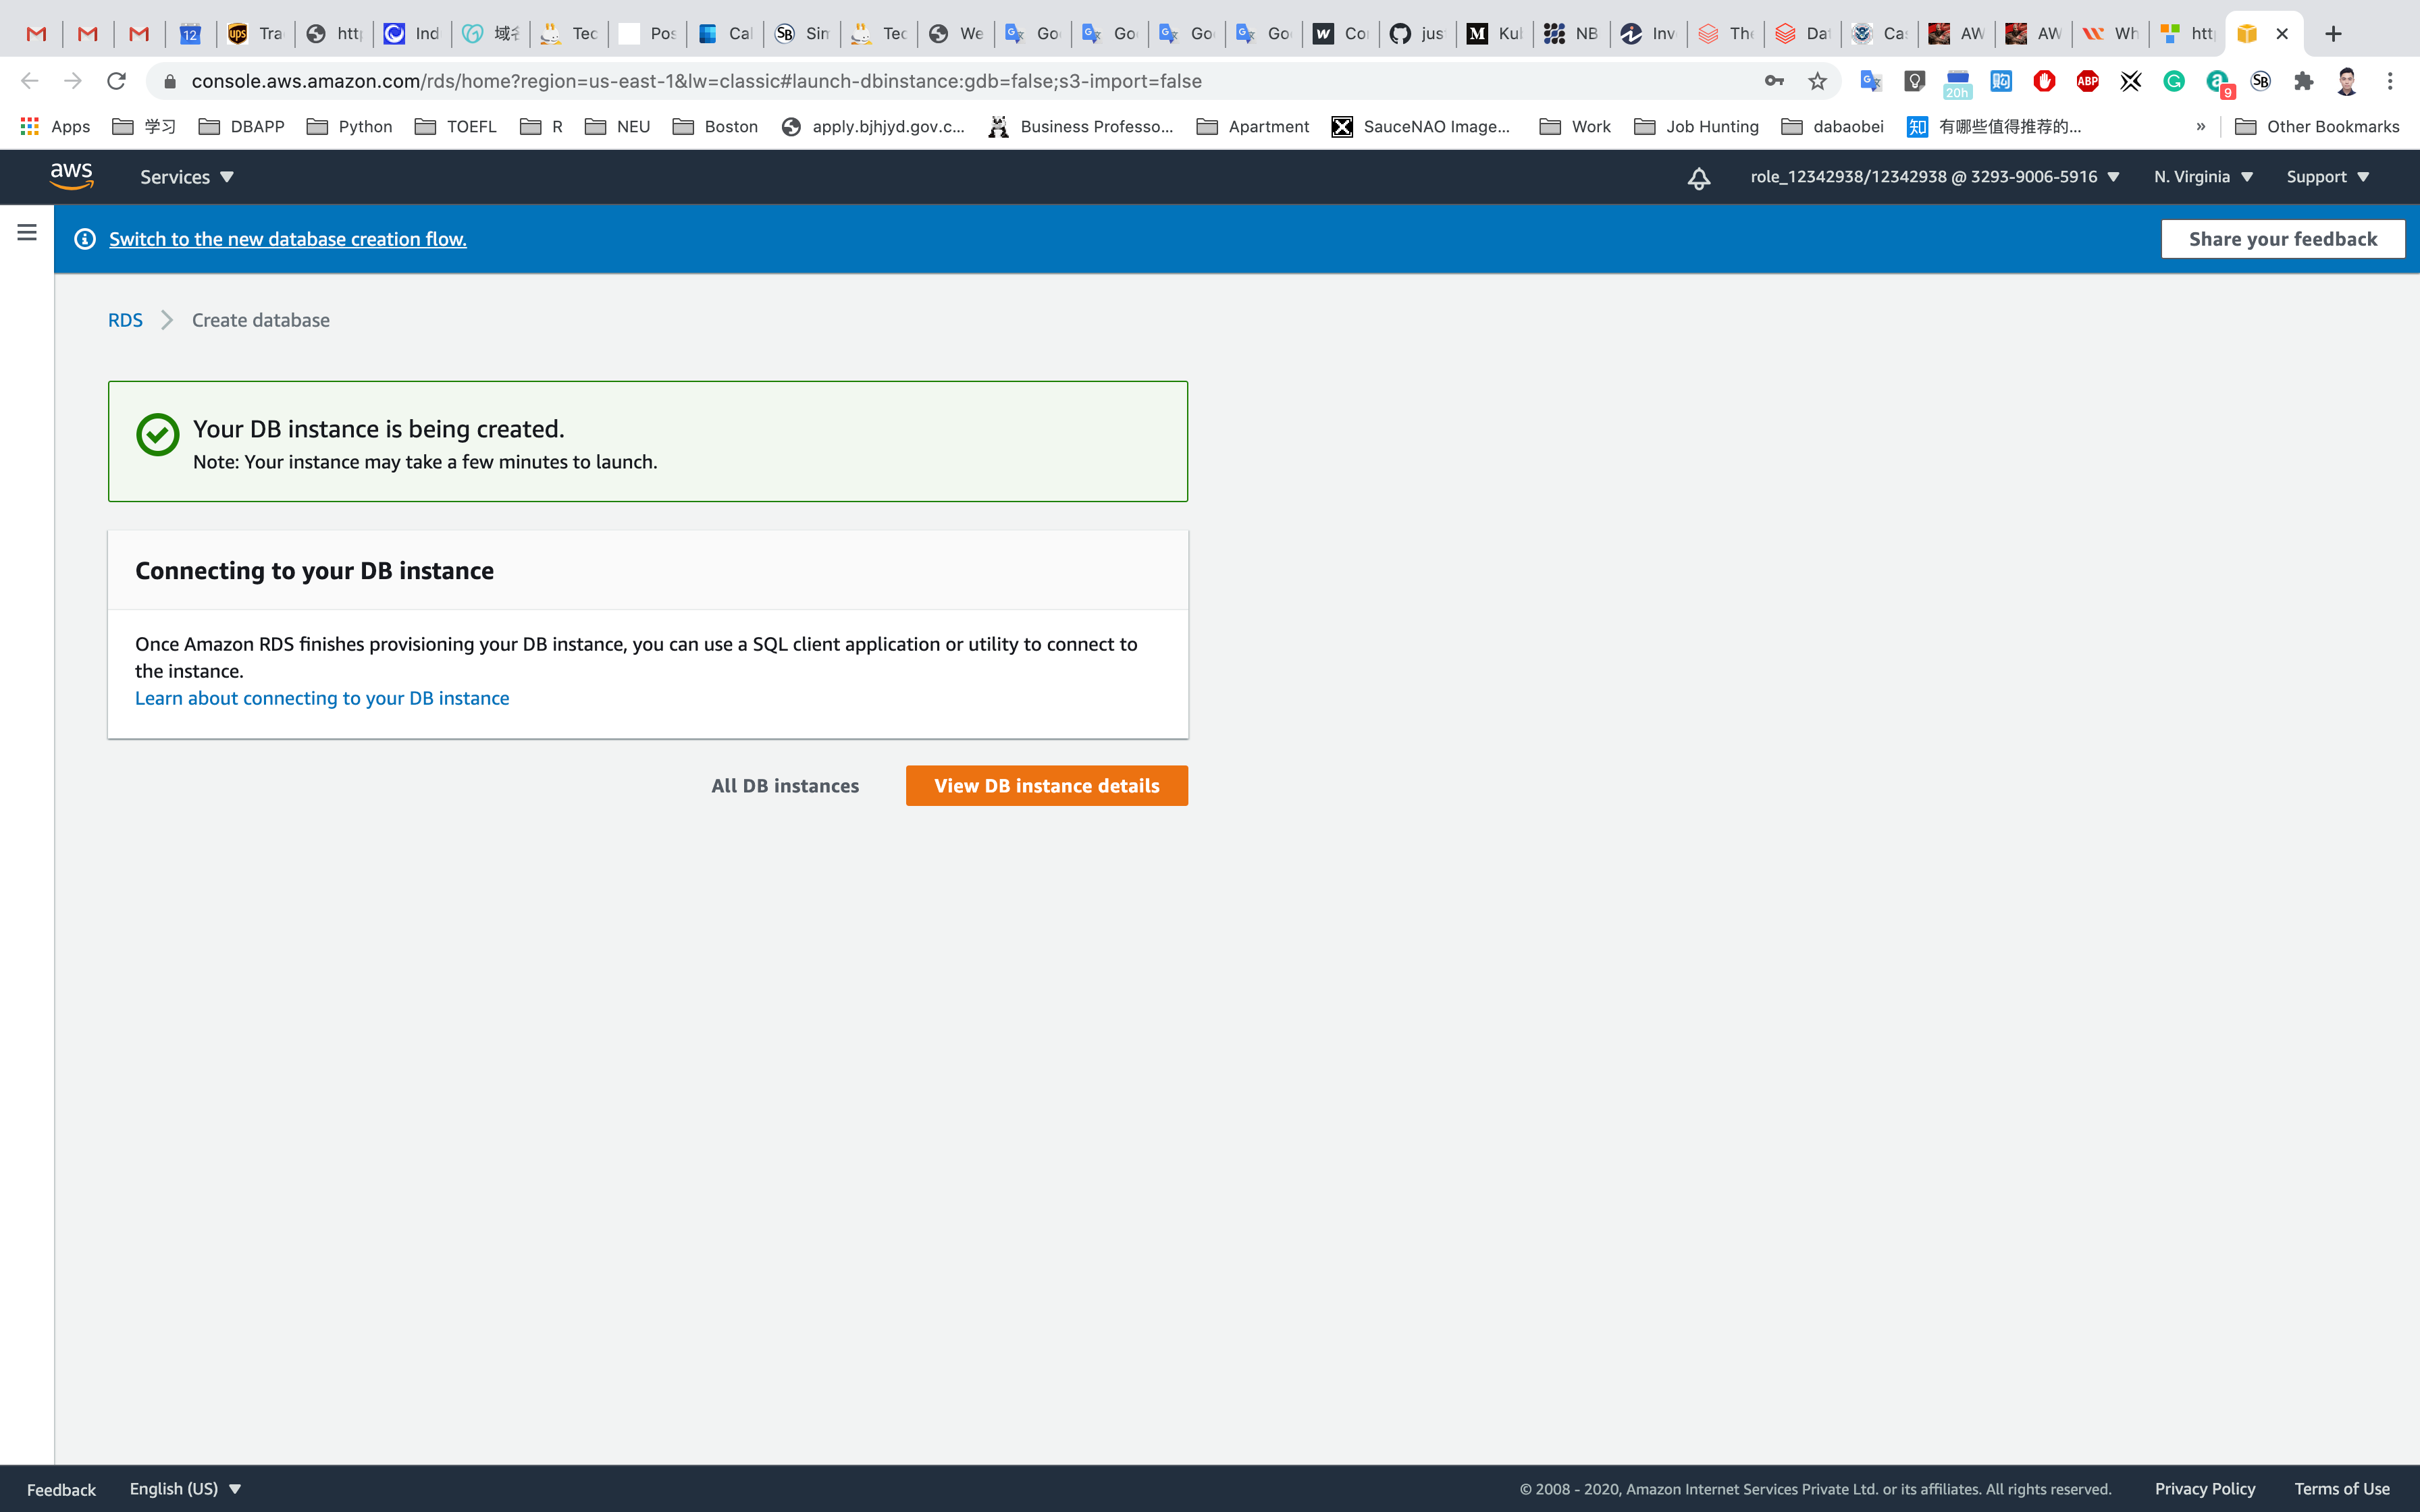 12
Tra
htt
Ind
Tec
Pos
Cal
SB
Sim
Tec
We
Go
Go
Go
Go
Co
jus
Kub
NB
Inv
The
Dat
Cas
AW
AW
Wh
htt
console.aws.amazon.com/rds/home?region=us-east-1&lw=classic#launch-dbinstance:gdb=false;s3-import=false
20h
ABP
9
SB
Apps
学习
DBAPP
Python
TOEFL
R
NEU
Boston
apply.bjhjyd.gov.c...
Business Professo...
Apartment
SauceNAO Image...
Work
Job Hunting
dabaobei
知
有哪些值得推荐的...
»
Other Bookmarks
aws
Services
role_12342938/12342938 @ 3293-9006-5916
N. Virginia
Support
Switch to the new database creation flow.
Share your feedback
RDS
Create database
Your DB instance is being created.
Note: Your instance may take a few minutes to launch.
Connecting to your DB instance
Once Amazon RDS finishes provisioning your DB instance, you can use a SQL client application or utility to connect to
the instance.
Learn about connecting to your DB instance
All DB instances
View DB instance details
Feedback
English (US)
© 2008 - 2020, Amazon Internet Services Private Ltd. or its affiliates. All rights reserved.
Privacy Policy
Terms of Use